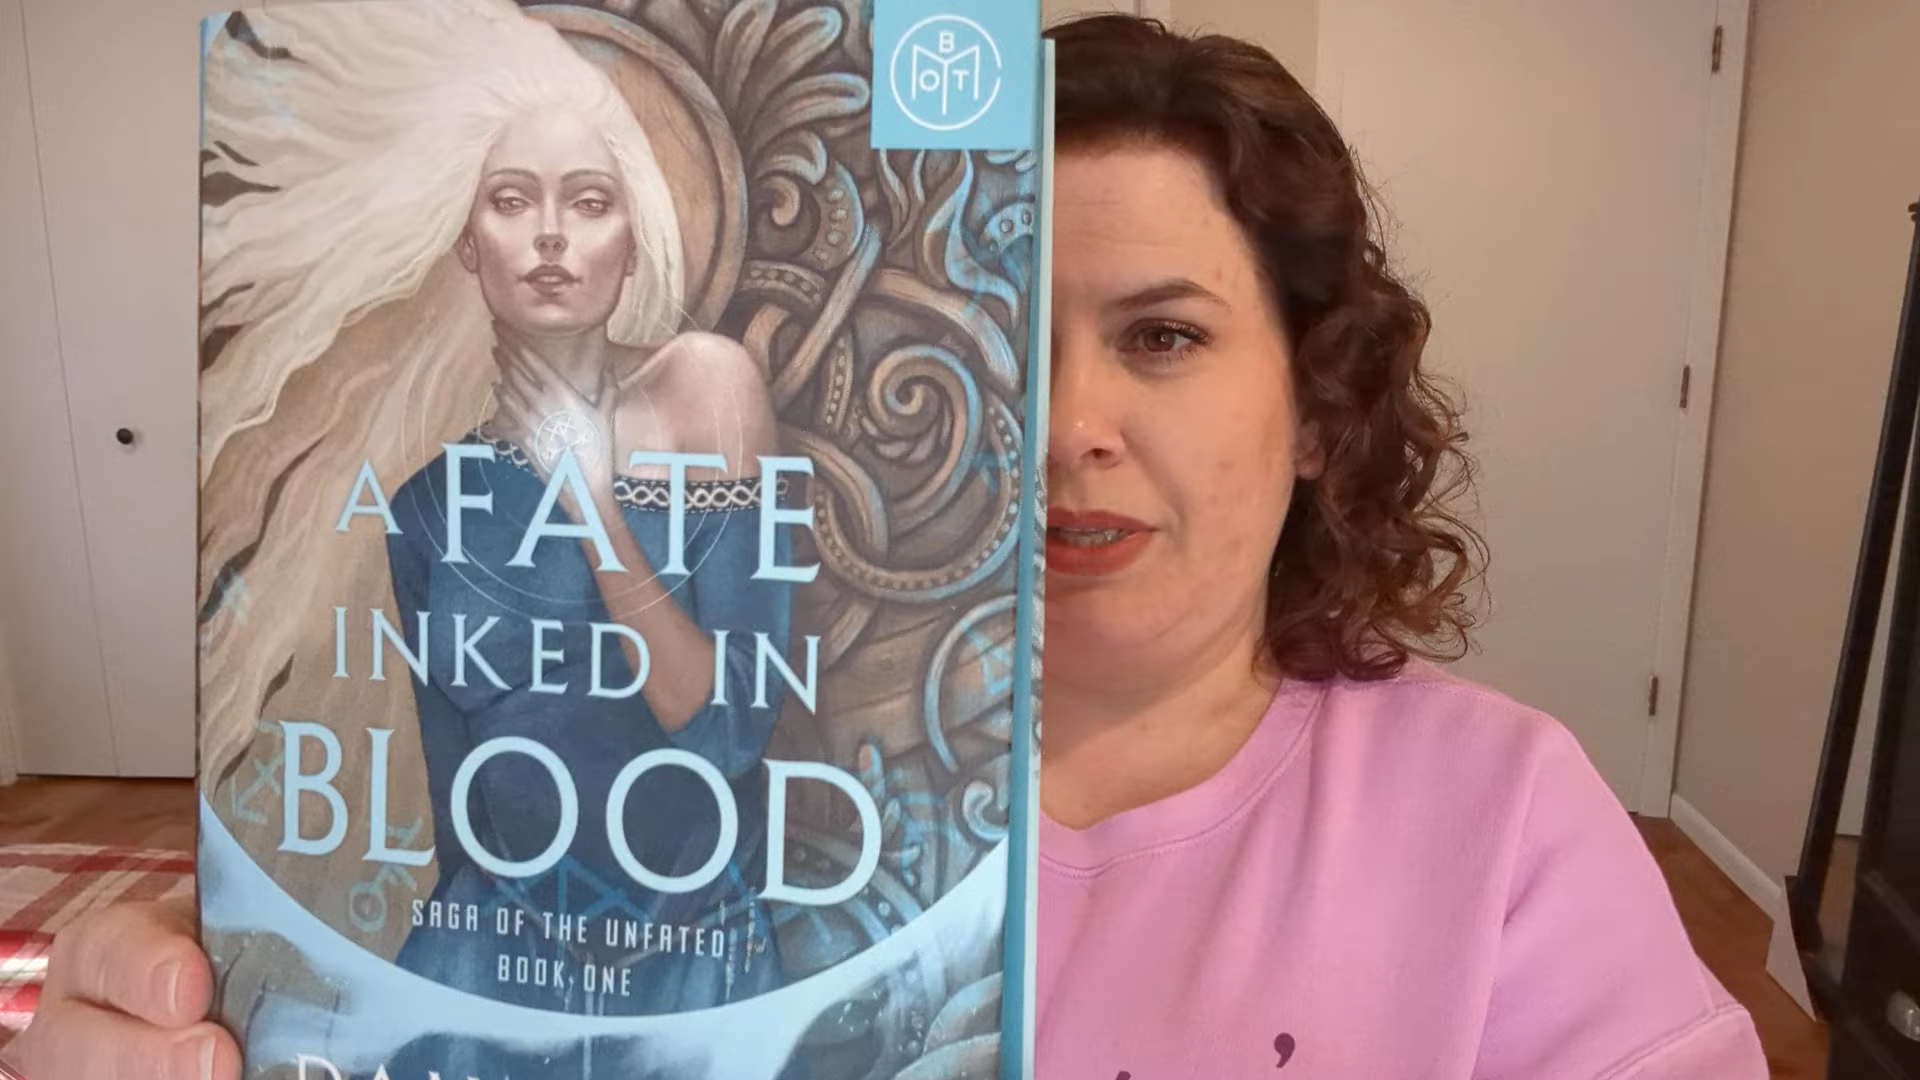 BOTM
A FATE
INKED IN
BLOOD
SAGA OF THE UNFATED
BOOK ONE